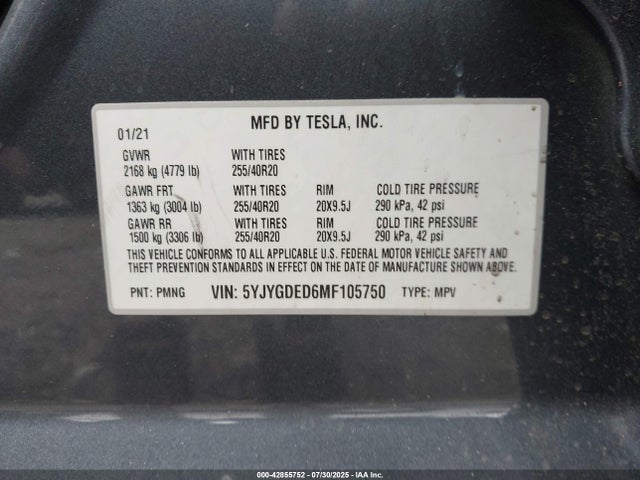 MFD BY TESLA, INC.
01/21
GVWR WITH TIRES
2168 kg (4779 lb) 255/40R20
GAWR FRT WITH TIRES RIM COLD TIRE PRESSURE
1363 kg (3004 lb) 255/40R20 20X9.5J 290 kPa, 42 psi
GAWR RR WITH TIRES RIM COLD TIRE PRESSURE
1500 kg (3306 lb) 255/40R20 20X9.5J 290 kPa, 42 psi
THIS VEHICLE CONFORMS TO ALL APPLICABLE U.S. FEDERAL MOTOR VEHICLE SAFETY AND
THEFT PREVENTION STANDARDS IN EFFECT ON THE DATE OF MANUFACTURE SHOWN ABOVE.
PNT: PMNG VIN: 5YJYGDED6MF105750 TYPE: MPV
000-42855752 | 07/30/2025 | IAA Inc.